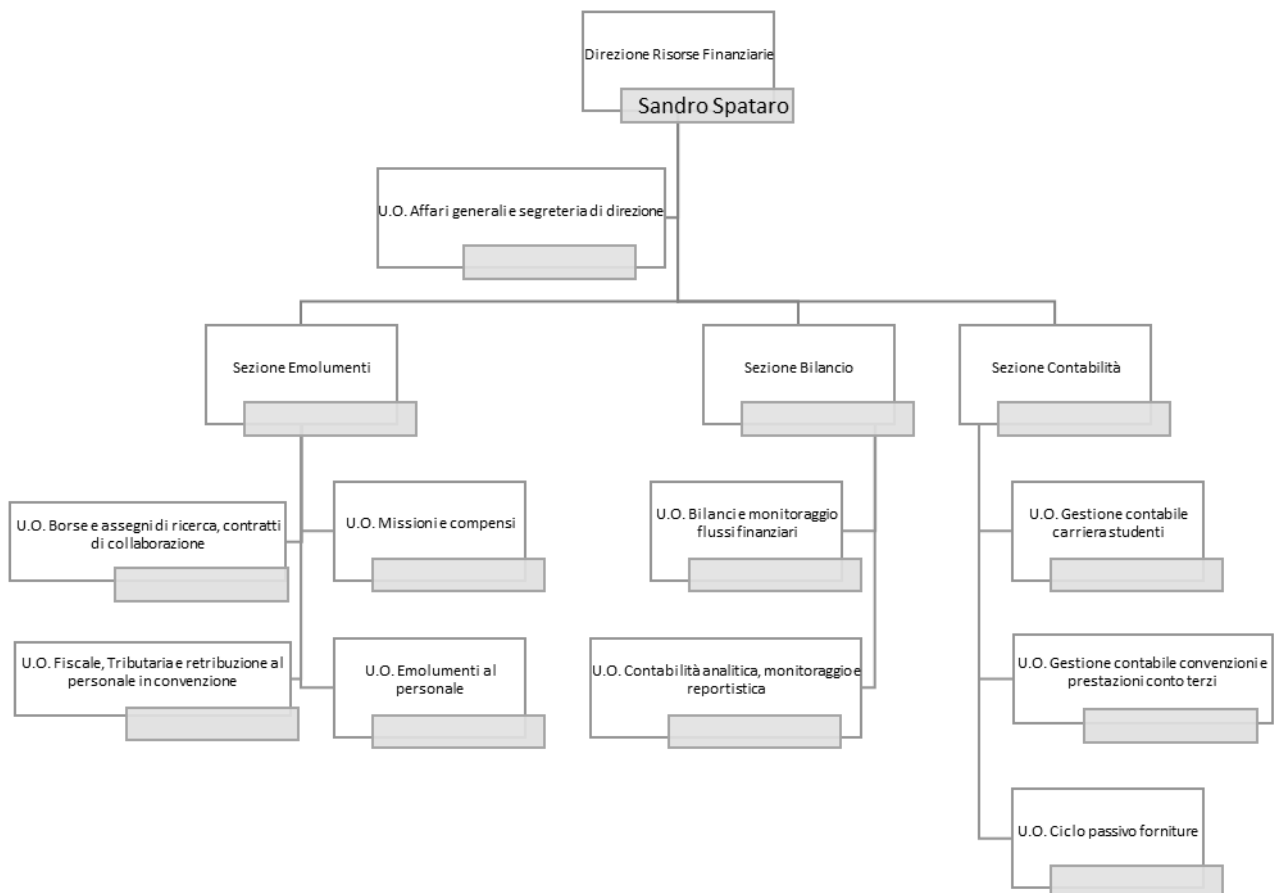 Direzione Risorse Finanziarie
Sandro Spataro
U.O. Affari generali e segreteria di direzione
Sezione Emolumenti
Sezione Bilancio
Sezione Contabilità
U.O. Borse e assegni di ricerca, contratti
di collaborazione
U.O. Missioni e compensi
U.O. Bilanci e monitoraggio
flussi finanziari
U.O. Gestione contabile
carriera studenti
U.O. Fiscale, Tributaria e retribuzione al
personale in convenzione
U.O. Emolumenti al
personale
U.O. Contabilità analitica, monitoraggio e
reportistica
U.O. Gestione contabile convenzioni e
prestazioni conto terzi
U.O. Ciclo passivo forniture